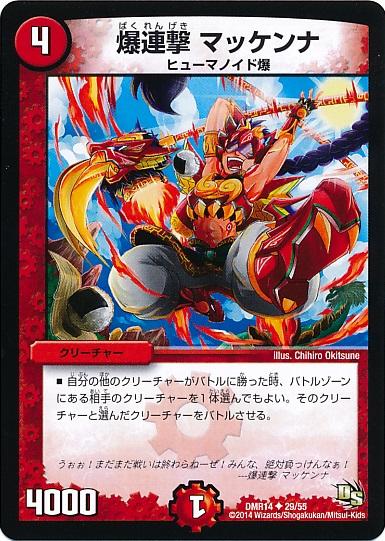 4
ばくれんげき
爆連撃 マッケンナ
ヒューマノイド爆
クリーチャー
illus. Chihiro Okitsune
■ 自分の他のクリーチャーがバトルに勝った時、バトルゾーン
にある相手のクリーチャーを1体選んでもよい。そのクリー
チャーと選んだクリーチャーをバトルさせる。
うぉぉ!まだまだ戦いは終わらねーぜ!みんな、絶対負っけんなぁ!
---爆連撃 マッケンナ
4000
1
DMR14 ♦ 29/55
©2014 Wizards/Shogakukan/Mitsui-Kids
DS